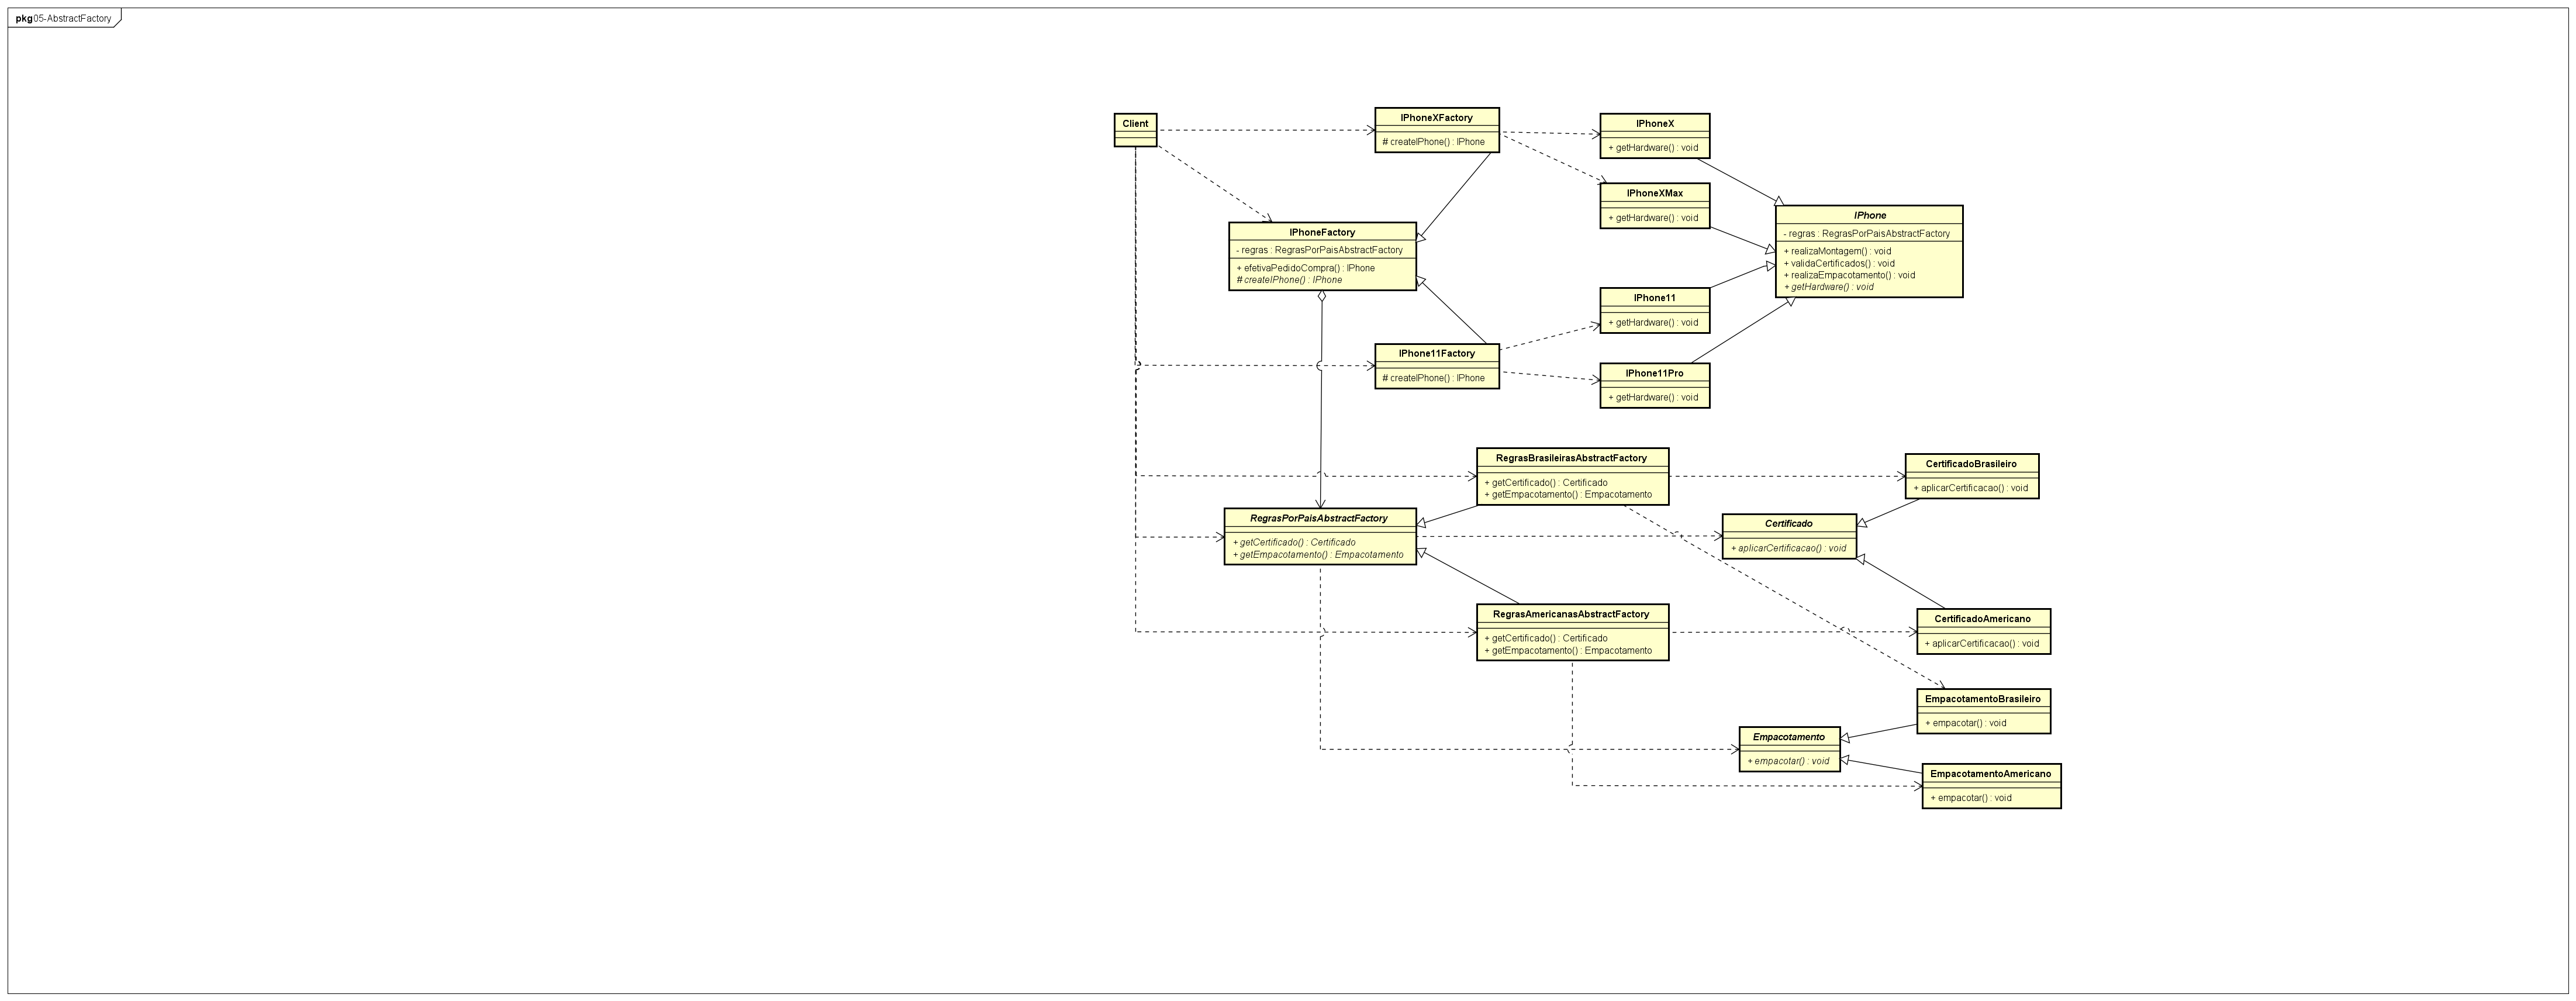 pkg 05-AbstractFactory
Client
IPhoneXFactory
# createIPhone() : IPhone
IPhoneX
+ getHardware() : void
IPhoneXMax
+ getHardware() : void
IPhone
- regras : RegrasPorPaisAbstractFactory
+ realizaMontagem() : void
+ validaCertificados() : void
+ realizaEmpacotamento() : void
+ getHardware() : void
IPhoneFactory
- regras : RegrasPorPaisAbstractFactory
+ efetivaPedidoCompra() : IPhone
# createIPhone() : IPhone
IPhone11
+ getHardware() : void
IPhone11Factory
# createIPhone() : IPhone
IPhone11Pro
+ getHardware() : void
RegrasBrasileirasAbstractFactory
+ getCertificado() : Certificado
+ getEmpacotamento() : Empacotamento
CertificadoBrasileiro
+ aplicarCertificacao() : void
RegrasPorPaisAbstractFactory
+ getCertificado() : Certificado
+ getEmpacotamento() : Empacotamento
Certificado
+ aplicarCertificacao() : void
RegrasAmericanasAbstractFactory
+ getCertificado() : Certificado
+ getEmpacotamento() : Empacotamento
CertificadoAmericano
+ aplicarCertificacao() : void
EmpacotamentoBrasileiro
+ empacotar() : void
Empacotamento
+ empacotar() : void
EmpacotamentoAmericano
+ empacotar() : void